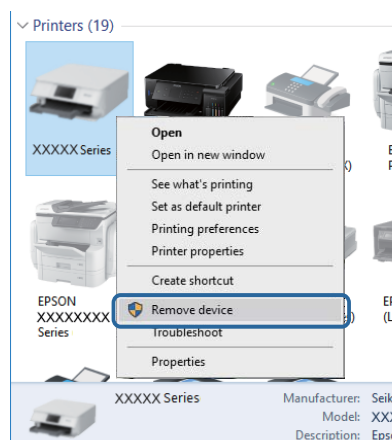 Printers (19)
XXXXX Series
Open
Open in new window
See what's printing
Set as default printer
Printing preferences
Printer properties
Create shortcut
Remove device
Troubleshoot
Properties
EPSON
XXXXXXXX
Series
XXXXX Series
Manufacturer:
Model:
Description: